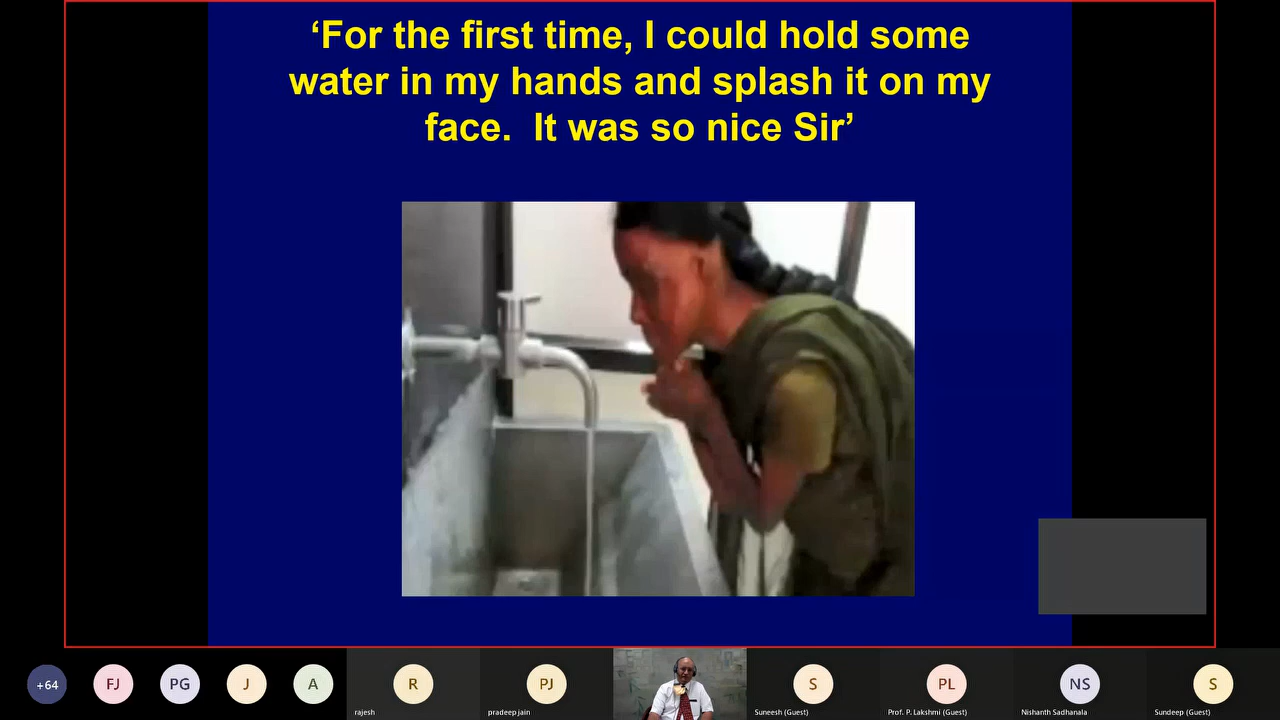 ‘For the first time, I could hold some
water in my hands and splash it on my
face.  It was so nice Sir’
+64
FJ
PG
J
A
R
PJ
S
PL
NS
S
rajesh
pradeep jain
Suneesh (Guest)
Prof. P. Lakshmi (Guest)
Nishanth Sadhanala
Sundeep (Guest)